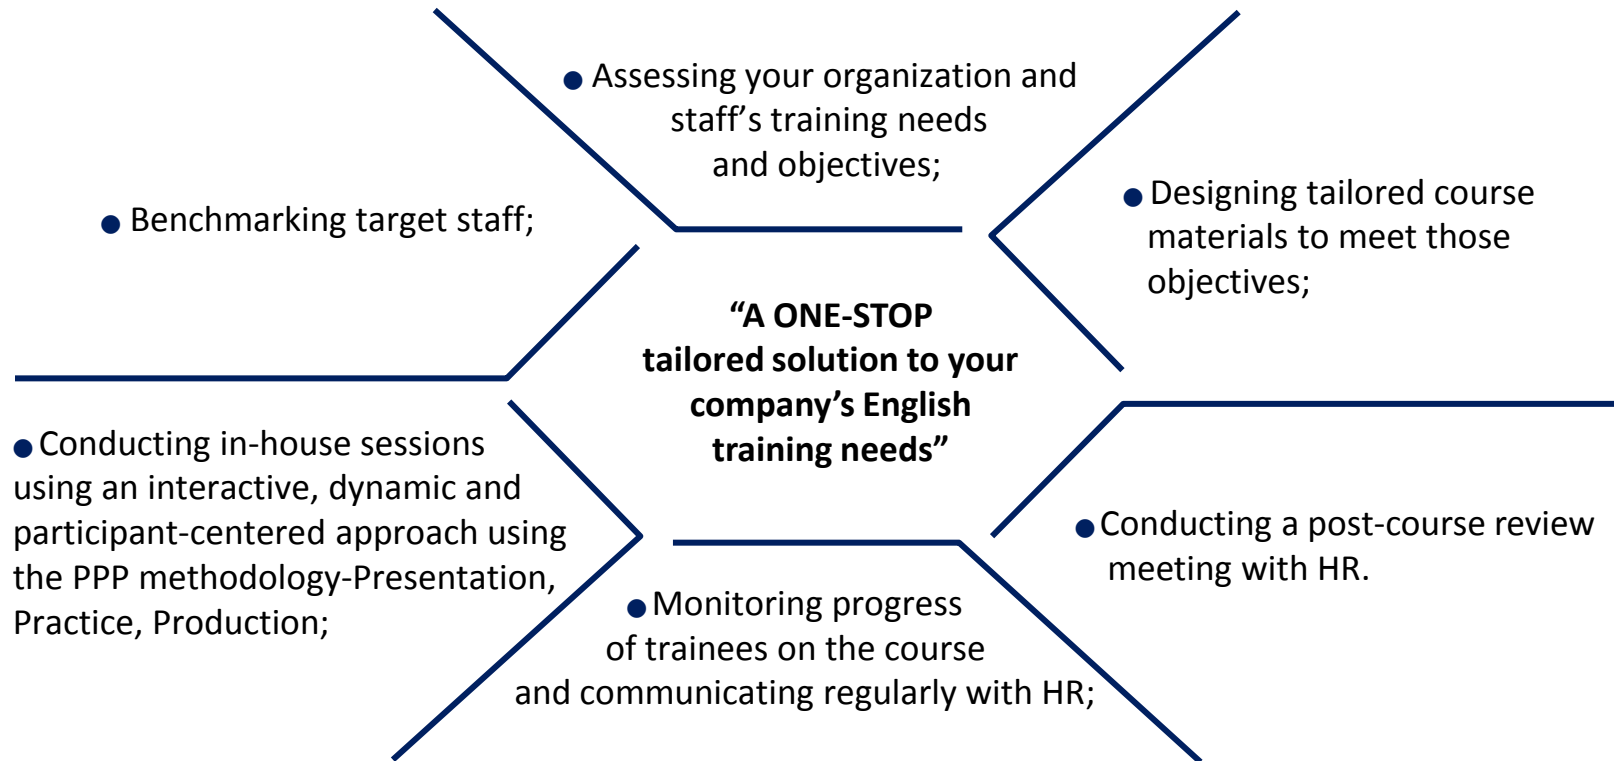 ● Assessing your organization and
staff’s training needs
and objectives;
● Benchmarking target staff;
● Designing tailored course
materials to meet those
objectives;
“A ONE-STOP
tailored solution to your
company’s English
training needs”
● Conducting in-house sessions
using an interactive, dynamic and
participant-centered approach using
the PPP methodology-Presentation,
Practice, Production;
● Monitoring progress
of trainees on the course
and communicating regularly with HR;
● Conducting a post-course review
meeting with HR.